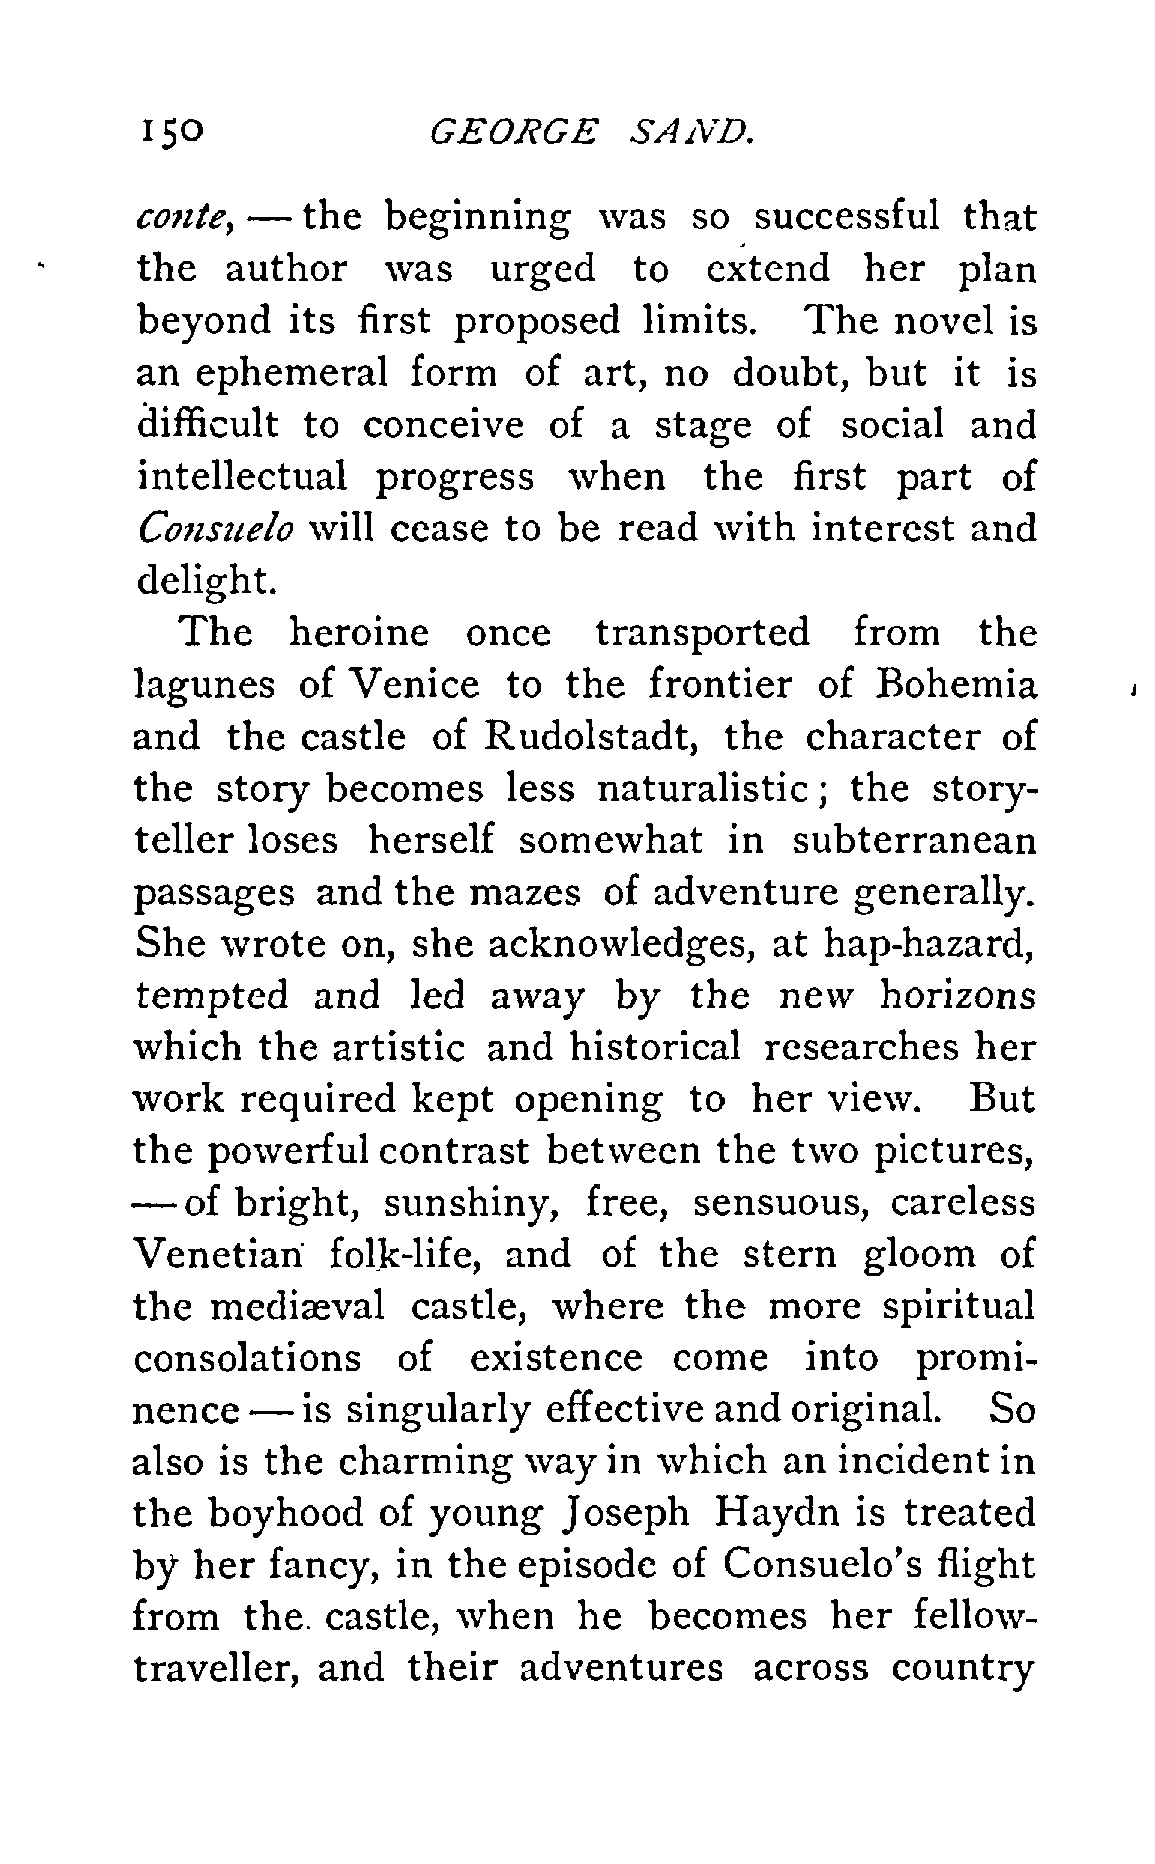 150 GEORGE SAND.
conte, — the beginning was so successful that
the author was urged to extend her plan
beyond its first proposed limits. The novel is
an ephemeral form of art, no doubt, but it is
difficult to conceive of a stage of social and
intellectual progress when the first part of
Consuelo will cease to be read with interest and
delight.
The heroine once transported from the
lagunes of Venice to the frontier of Bohemia
and the castle of Rudolstadt, the character of
the story becomes less naturalistic; the story-
teller loses herself somewhat in subterranean
passages and the mazes of adventure generally.
She wrote on, she acknowledges, at hap-hazard,
tempted and led away by the new horizons
which the artistic and historical researches her
work required kept opening to her view. But
the powerful contrast between the two pictures,
— of bright, sunshiny, free, sensuous, careless
Venetian folk-life, and of the stern gloom of
the mediæval castle, where the more spiritual
consolations of existence come into promi-
nence — is singularly effective and original. So
also is the charming way in which an incident in
the boyhood of young Joseph Haydn is treated
by her fancy, in the episode of Consuelo's flight
from the castle, when he becomes her fellow-
traveller, and their adventures across country